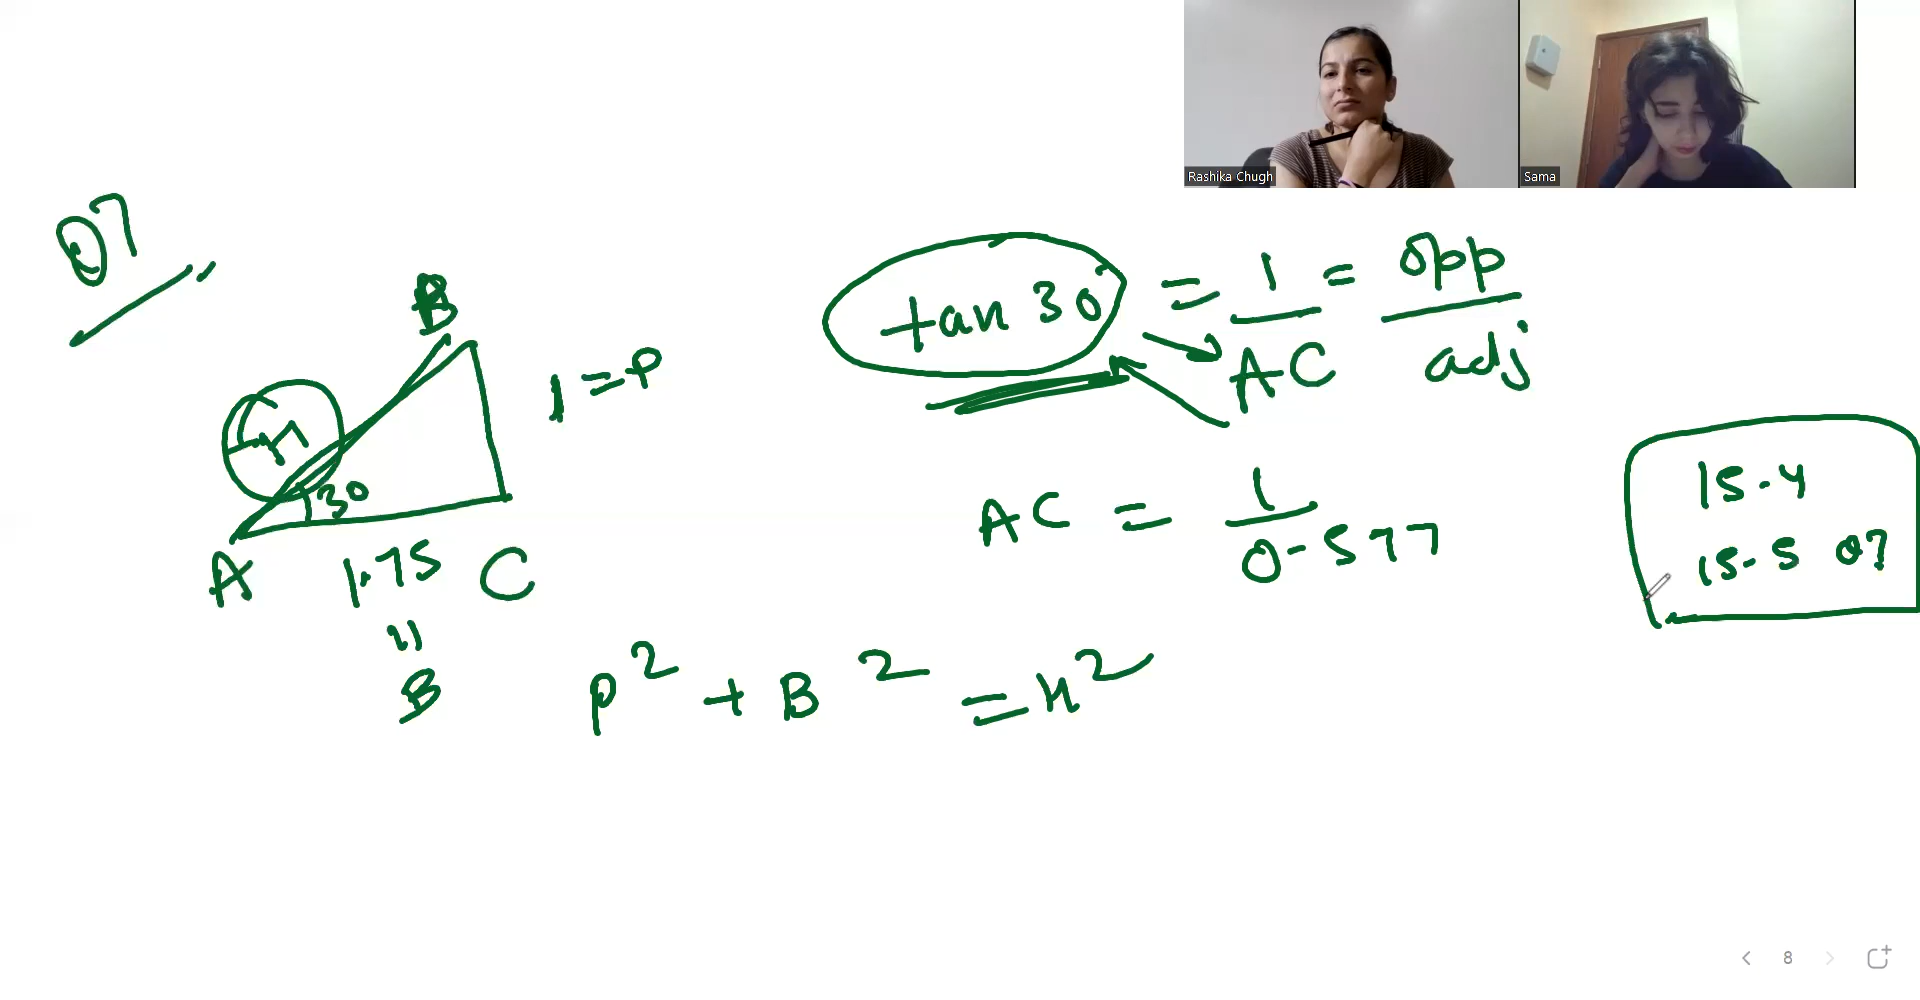 Rashika Chugh
Sama
Q7
tan 30° = 1/AC = opp/adj
B
1 = P
30
A 1.75 C
=
B
AC = 1/0.577
15.4
15.5 Q7
P² + B² = H²
8